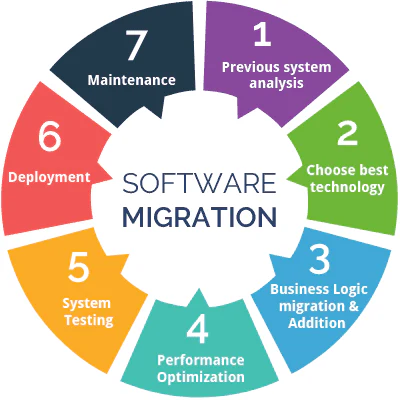 SOFTWARE
MIGRATION
1
Previous system
analysis
2
Choose best
technology
3
Business Logic
migration &
Addition
4
Performance
Optimization
5
System
Testing
6
Deployment
7
Maintenance